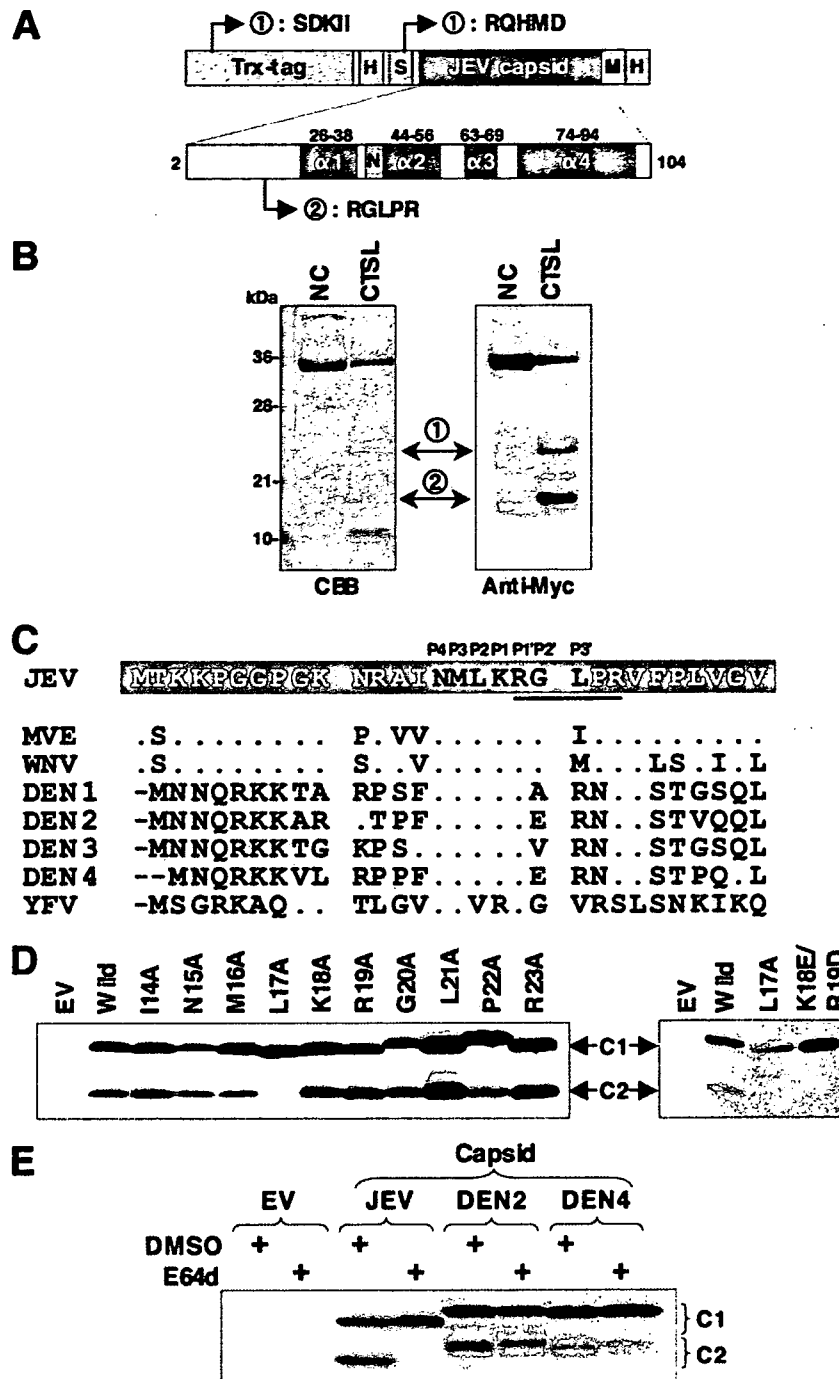 A
①: SDKII
①: RQHMD
Trx-tag H S JEV capsid M H
26-38 44-56 63-69 74-94
2 α1 N α2 α3 α4 104
②: RGLPR
B
NC CTSL NC CTSL
kDa
36-
28-
21-
10-
①
②
CBB Anti-Myc
C
P4 P3 P2 P1 P1' P2' P3'
JEV MTKKPGGPGK NRAINMLKRG LPRVFPLVGV
MVE .S........ P.VV...... I.........
WNV .S........ S..V...... M...LS.I.L
DEN1 -MNNQRKKTA RPSF.....A RN..STGSQL
DEN2 -MNNQRKKAR .TPF.....E RN..STVQQL
DEN3 -MNNQRKKTG KPS......V RN..STGSQL
DEN4 --MNQRKKVL RPPF.....E RN..STPQ.L
YFV -MSGRKAQ.. TLGV..VR.G VRSLSNKIKQ
D
EV Wild I14A N15A M16A L17A K18A R19A G20A L21A P22A R23A EV Wild L17A K18E/R19D
C1
C2
E
Capsid
EV JEV DEN2 DEN4
DMSO + + + +
E64d + + + +
C1
C2